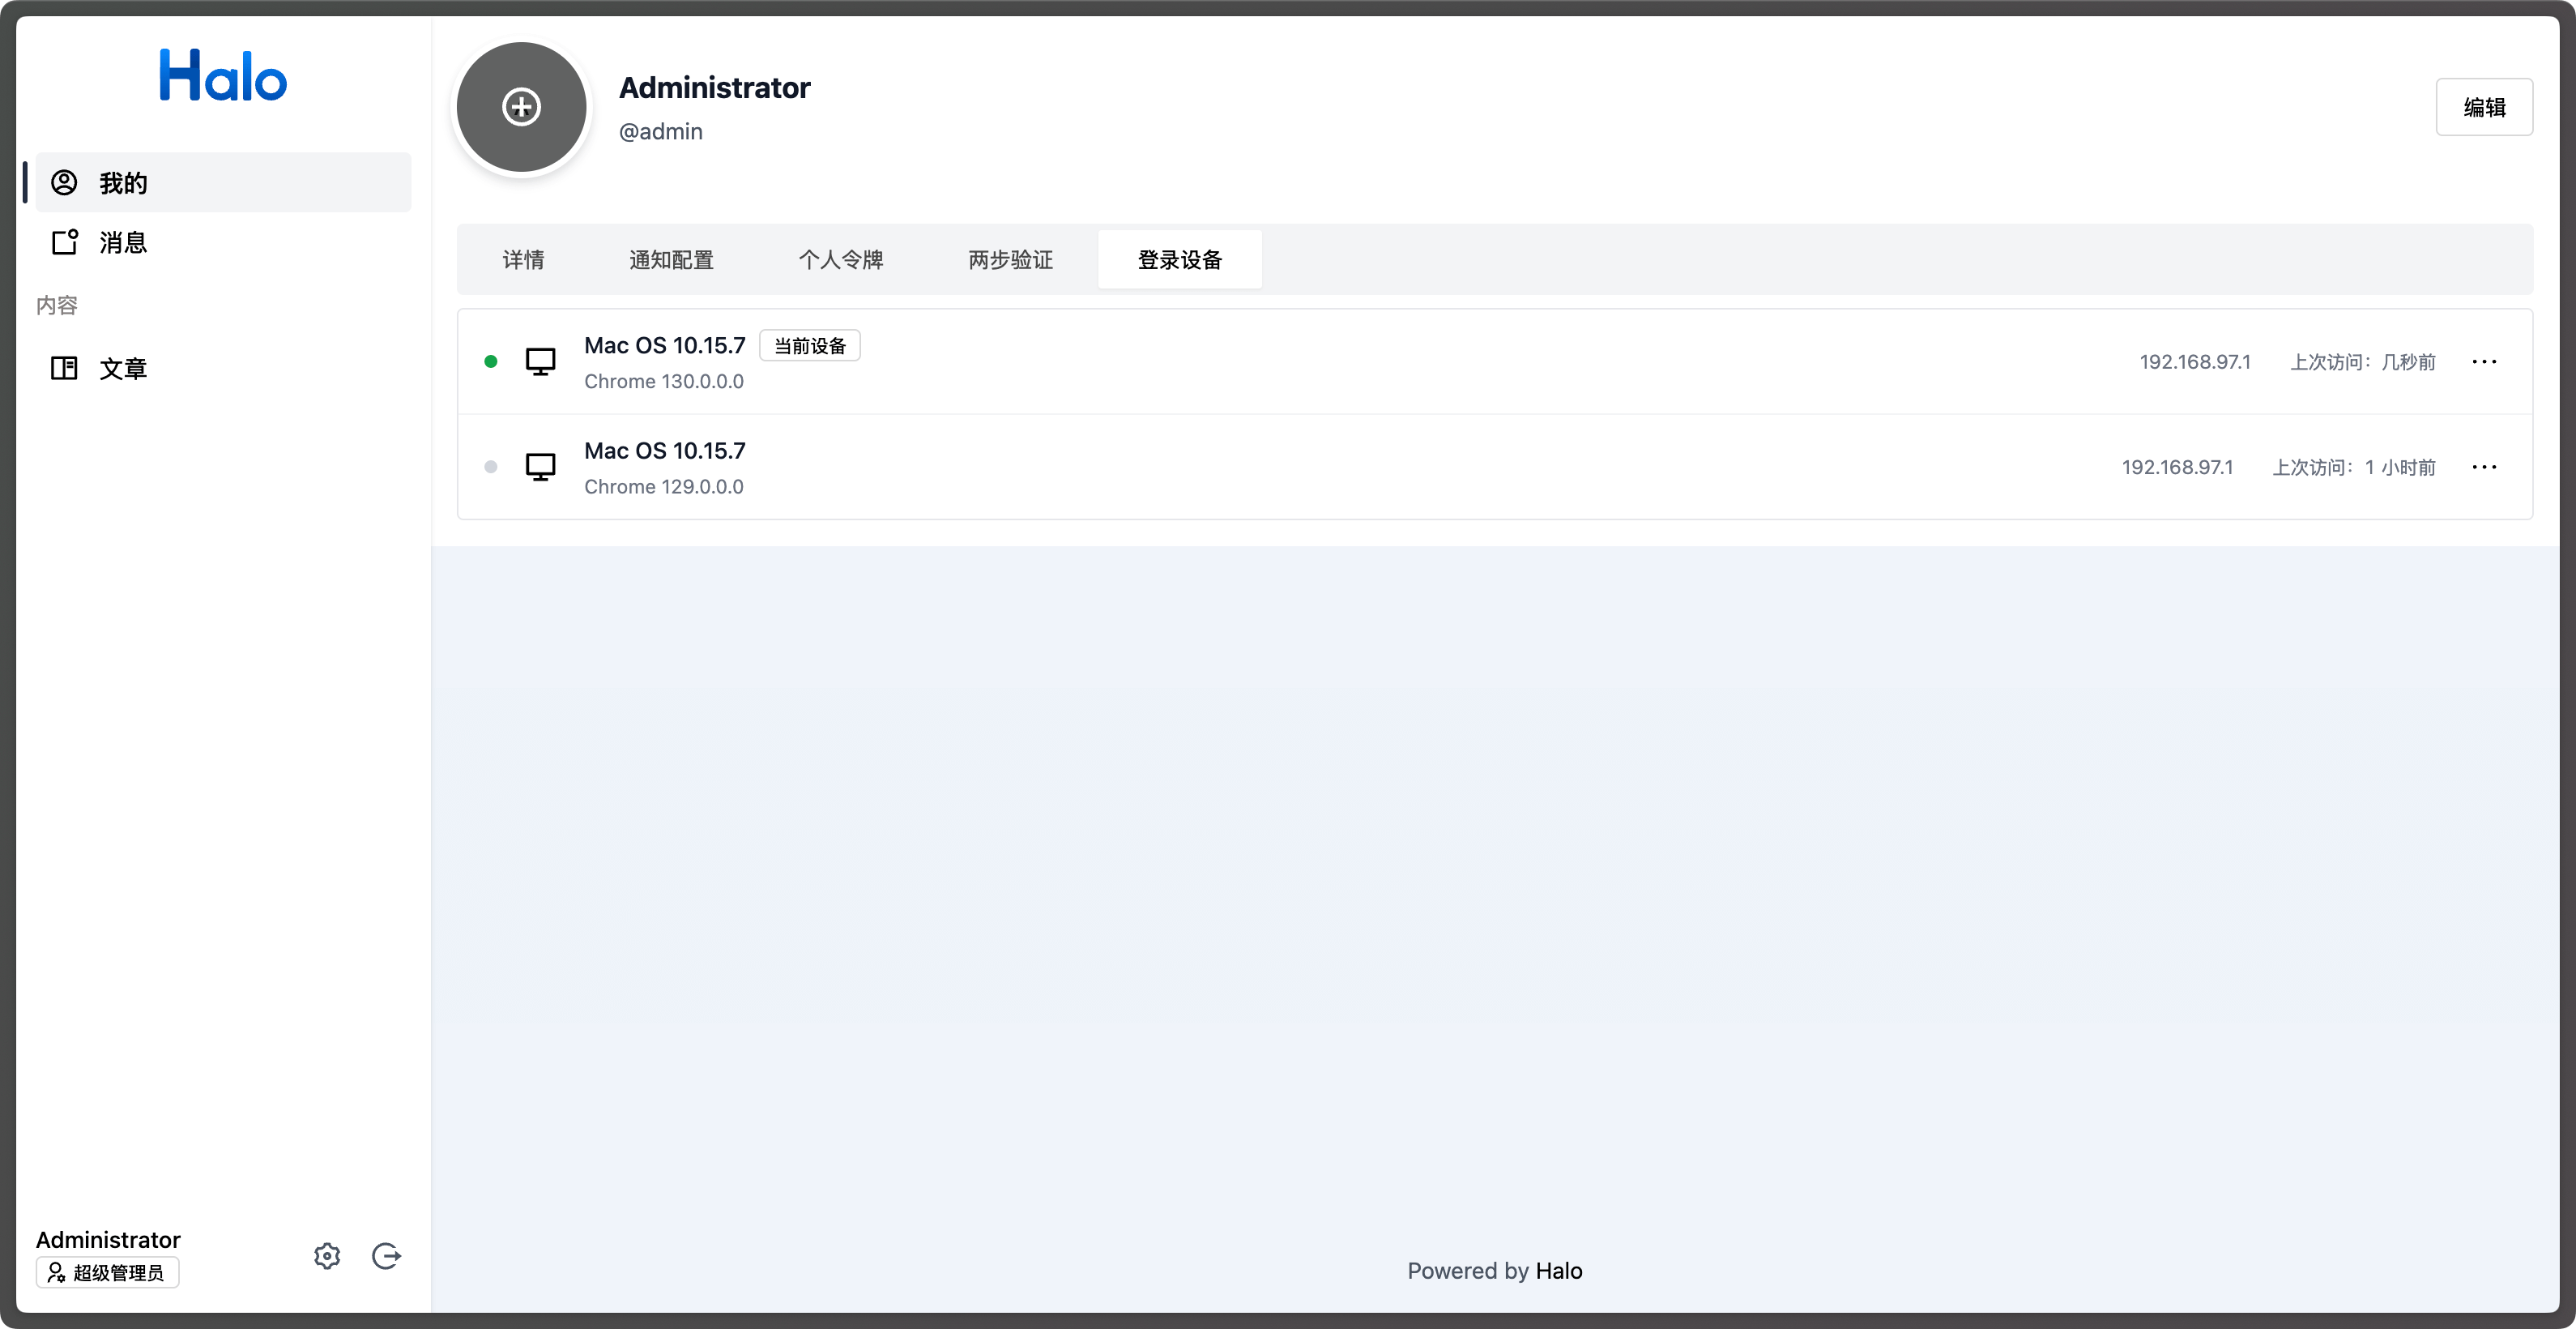 Halo
我的
消息
内容
文章
Administrator
超级管理员
Administrator
@admin
编辑
详情 通知配置 个人令牌 两步验证 登录设备
Mac OS 10.15.7 当前设备
Chrome 130.0.0.0
192.168.97.1 上次访问：几秒前
Mac OS 10.15.7
Chrome 129.0.0.0
192.168.97.1 上次访问：1 小时前
Powered by Halo